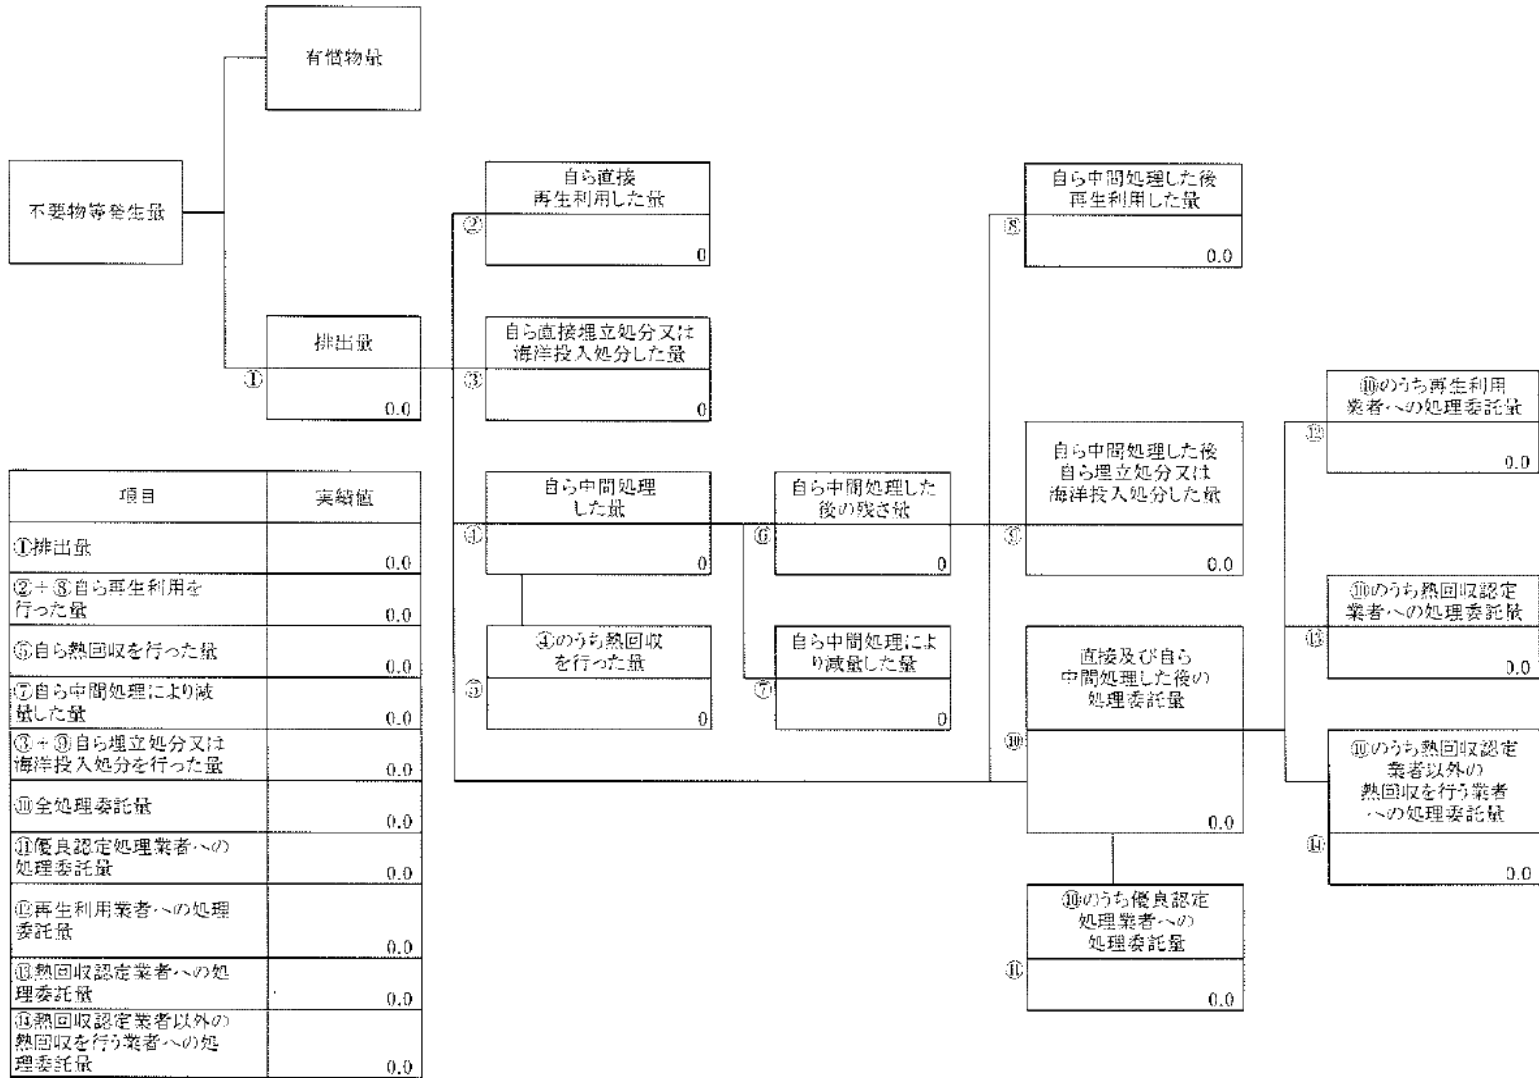 有償物量
不要物等発生量
排出量
①
0.0
自ら直接
再生利用した量
②
0
自ら直接埋立処分又は
海洋投入処分した量
③
0
自ら中間処理
した量
④
0
④のうち熱回収
を行った量
⑤
0
自ら中間処理した
後の残さ量
⑥
0
自ら中間処理によ
り減量した量
⑦
0
自ら中間処理した後
再生利用した量
⑧
0.0
自ら中間処理した後
自ら埋立処分又は
海洋投入処分した量
⑨
0.0
直接及び自ら
中間処理した後の
処理委託量
⑩
0.0
⑩のうち優良認定
処理業者への
処理委託量
⑪
0.0
⑩のうち再生利用
業者への処理委託量
⑫
0.0
⑩のうち熱回収認定
業者への処理委託量
⑬
0.0
⑩のうち熱回収認定
業者以外の
熱回収を行う業者
への処理委託量
⑭
0.0
項目 実績値
①排出量
0.0
②+⑧自ら再生利用を
行った量 0.0
⑤自ら熱回収を行った量
0.0
⑦自ら中間処理により減
量した量 0.0
③+⑨自ら埋立処分又は
海洋投入処分を行った量 0.0
⑩全処理委託量
0.0
⑪優良認定処理業者への
処理委託量 0.0
⑫再生利用業者への処理
委託量
0.0
⑬熱回収認定業者への処
理委託量 0.0
⑭熱回収認定業者以外の
熱回収を行う業者への処
理委託量 0.0